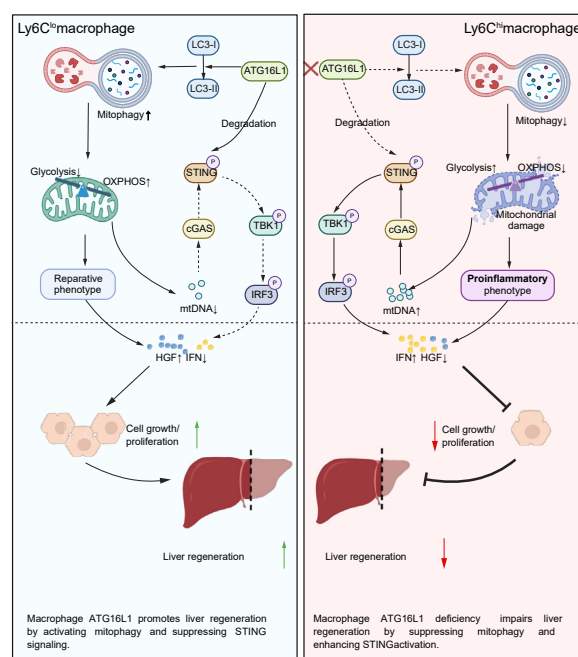 Ly6Cloмacrophage
LC3-I
ATG16L1
LC3-II
Mitophagy⬆
Degradation
P
STING
Glycolysis↓
OXPHOS↑
P
TBK1
cGAS
Reparative
phenotype
P
IRF3
mtDNA↓
HGF↑ IFN↓
Cell growth/
proliferation
Liver regeneration
Macrophage ATG16L1 promotes liver regeneration
by activating mitophagy and suppressing STING
signaling.
Ly6Chimacrophage
LC3-I
ATG16L1
LC3-II
Mitophagy↓
Degradation
P
STING
Glycolysis↑
OXPHOS↓
P
TBK1
cGAS
Mitochondrial
damage
P
IRF3
mtDNA↑
Proinflammatory
phenotype
IFN↑ HGF↓
Cell growth/
proliferation
Liver regeneration
Macrophage ATG16L1 deficiency impairs liver
regeneration by suppressing mitophagy and
enhancing STINGactivation.